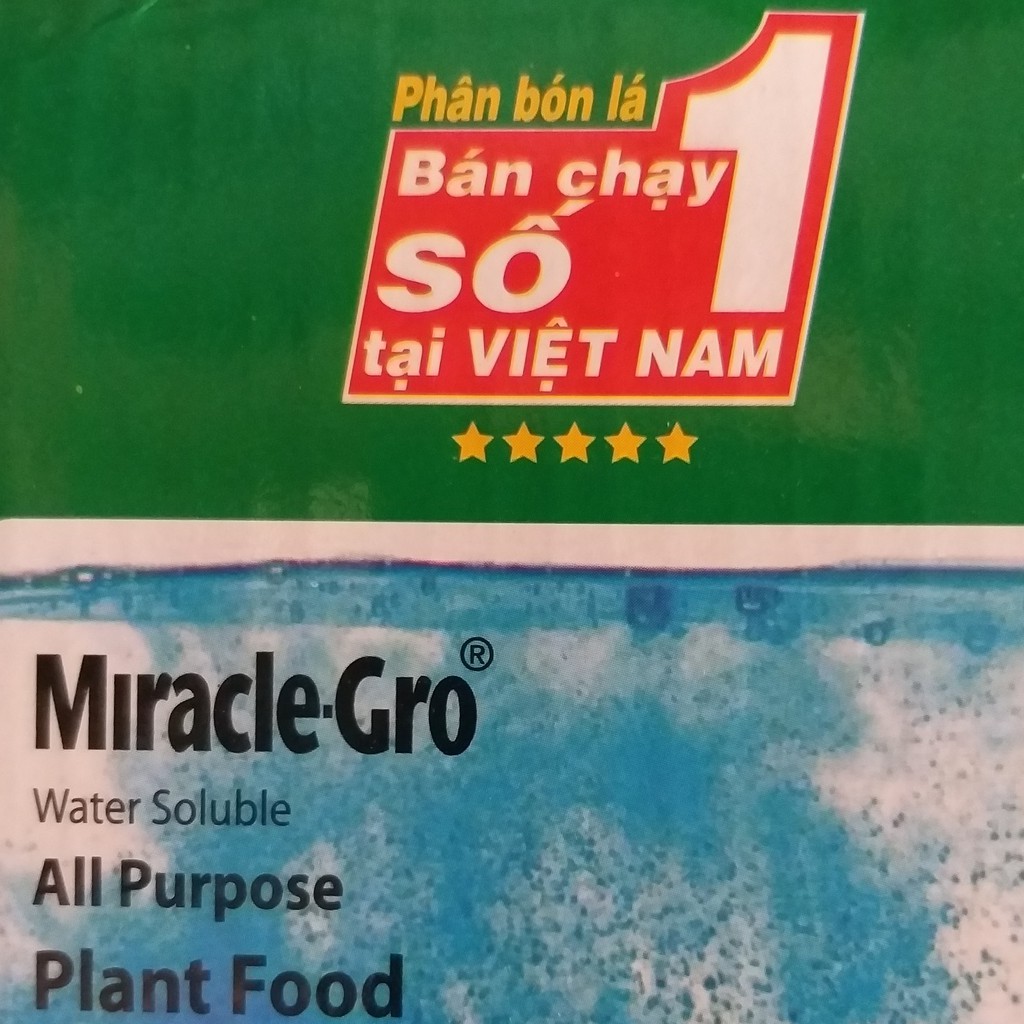 Phân bón lá
Bán chạy
SỐ 1
tại VIỆT NAM
Miracle-Gro®
Water Soluble
All Purpose
Plant Food